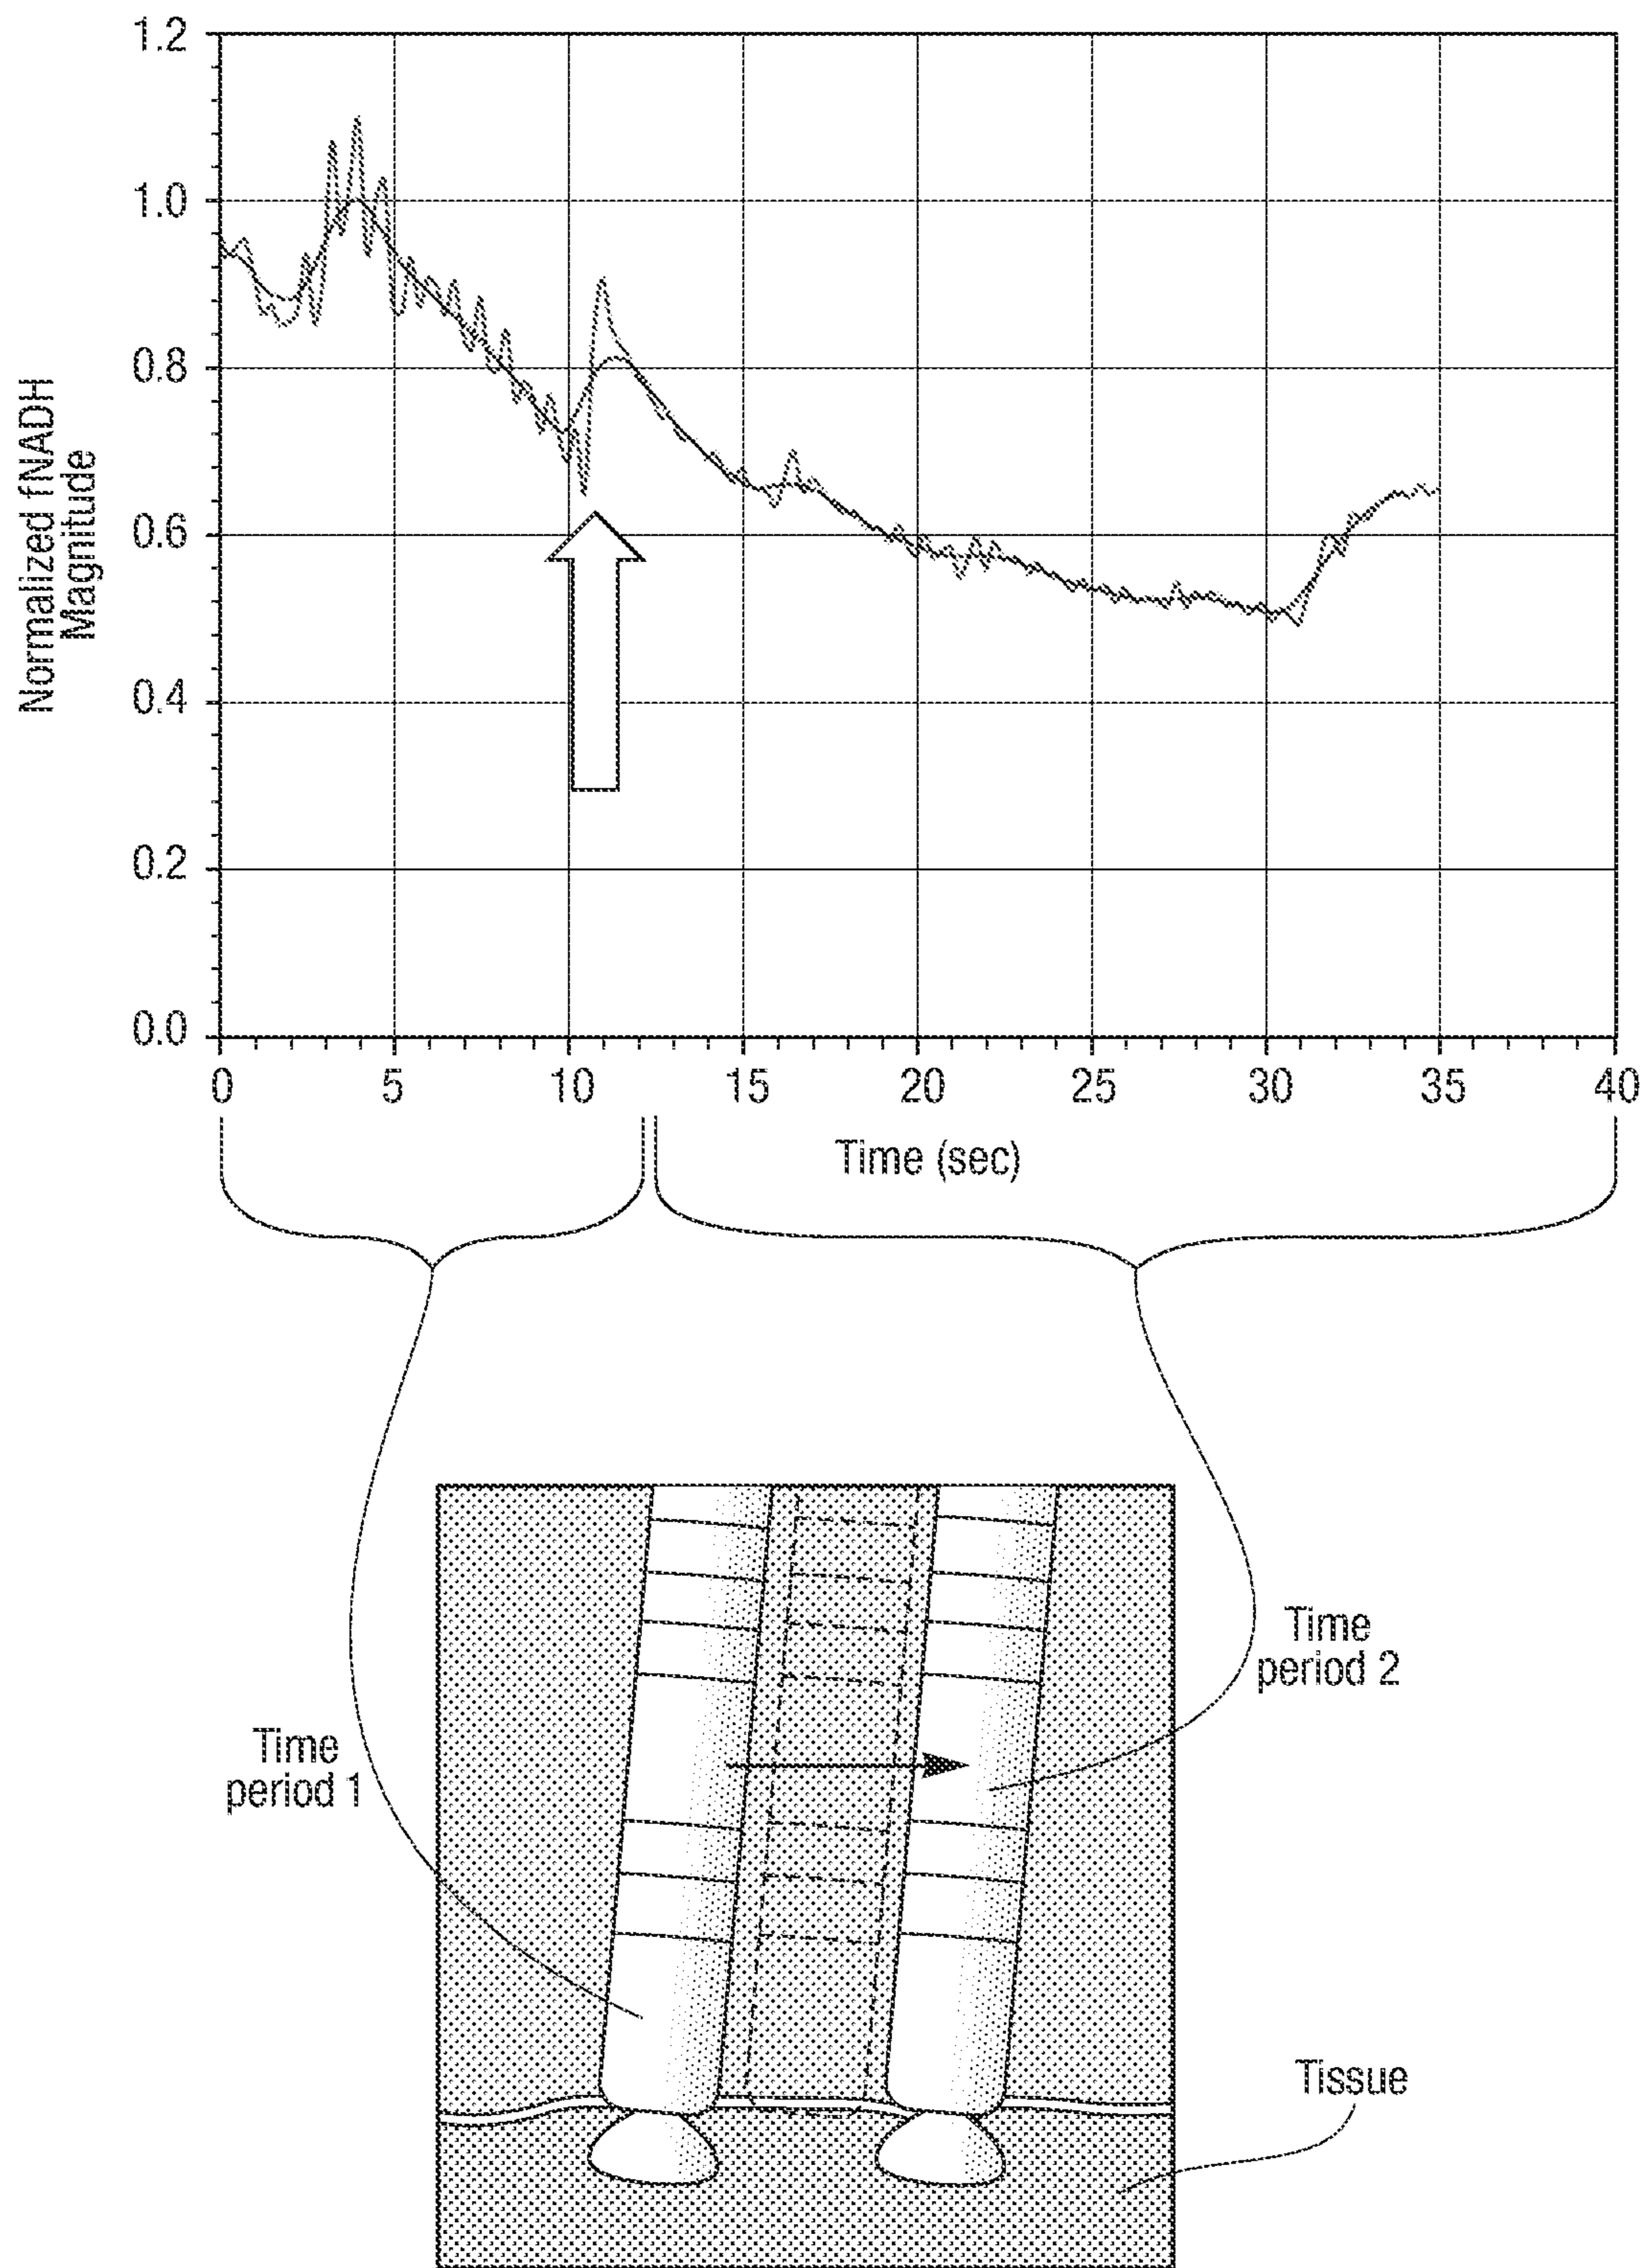 1.2
1.0
0.8
0.6
0.4
0.2
0.0
Normalized fNADH
Magnitude
0 5 10 15 20 25 30 35 40
Time (sec)
Time
period 2
Time
period 1
Tissue